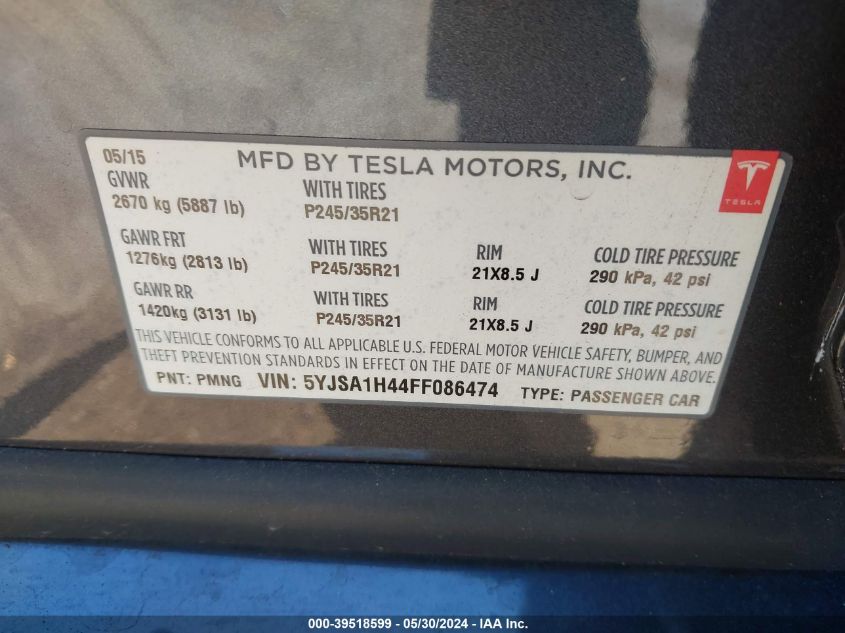 05/15 MFD BY TESLA MOTORS, INC.
TESLA
GVWR WITH TIRES
2670 kg (5887 lb) P245/35R21
GAWR FRT WITH TIRES RIM COLD TIRE PRESSURE
1276kg (2813 lb) P245/35R21 21X8.5 J 290 kPa, 42 psi
GAWR RR WITH TIRES RIM COLD TIRE PRESSURE
1420kg (3131 lb) P245/35R21 21X8.5 J 290 kPa, 42 psi
THIS VEHICLE CONFORMS TO ALL APPLICABLE U.S. FEDERAL MOTOR VEHICLE SAFETY, BUMPER, AND
THEFT PREVENTION STANDARDS IN EFFECT ON THE DATE OF MANUFACTURE SHOWN ABOVE.
PNT: PMNG VIN: 5YJSA1H44FF086474 TYPE: PASSENGER CAR
000-39518599 - 05/30/2024 - IAA Inc.